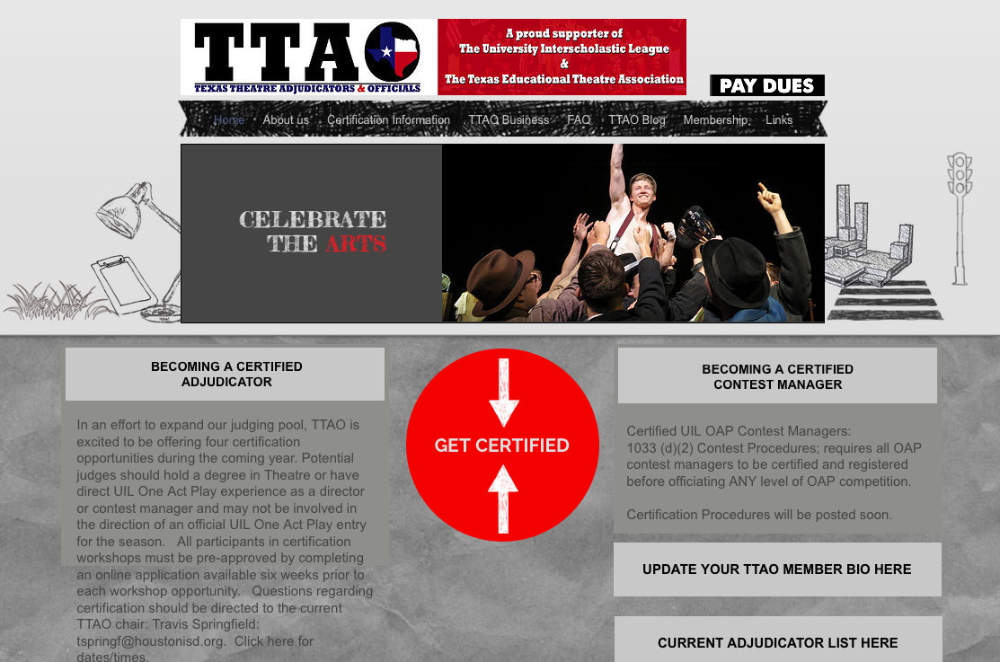 TTAO
TEXAS THEATRE ADJUDICATORS & OFFICIALS
A proud supporter of
The University Interscholastic League
&
The Texas Educational Theatre Association
PAY DUES
Home
About us
Certification Information
TTAO Business
FAQ
TTAO Blog
Membership
Links
CELEBRATE
THE ARTS
BECOMING A CERTIFIED
ADJUDICATOR
In an effort to expand our judging pool, TTAO is
excited to be offering four certification
opportunities during the coming year. Potential
judges should hold a degree in Theatre or have
direct UIL One Act Play experience as a director
or contest manager and may not be involved in
the direction of an official UIL One Act Play entry
for the season.   All participants in certification
workshops must be pre-approved by completing
an online application available six weeks prior to
each workshop opportunity.   Questions regarding
certification should be directed to the current
TTAO chair: Travis Springfield:
tspringf@houstonisd.org.  Click here for
dates/times.
GET CERTIFIED
BECOMING A CERTIFIED
CONTEST MANAGER
Certified UIL OAP Contest Managers:
1033 (d)(2) Contest Procedures; requires all OAP
contest managers to be certified and registered
before officiating ANY level of OAP competition.
Certification Procedures will be posted soon.
UPDATE YOUR TTAO MEMBER BIO HERE
CURRENT ADJUDICATOR LIST HERE